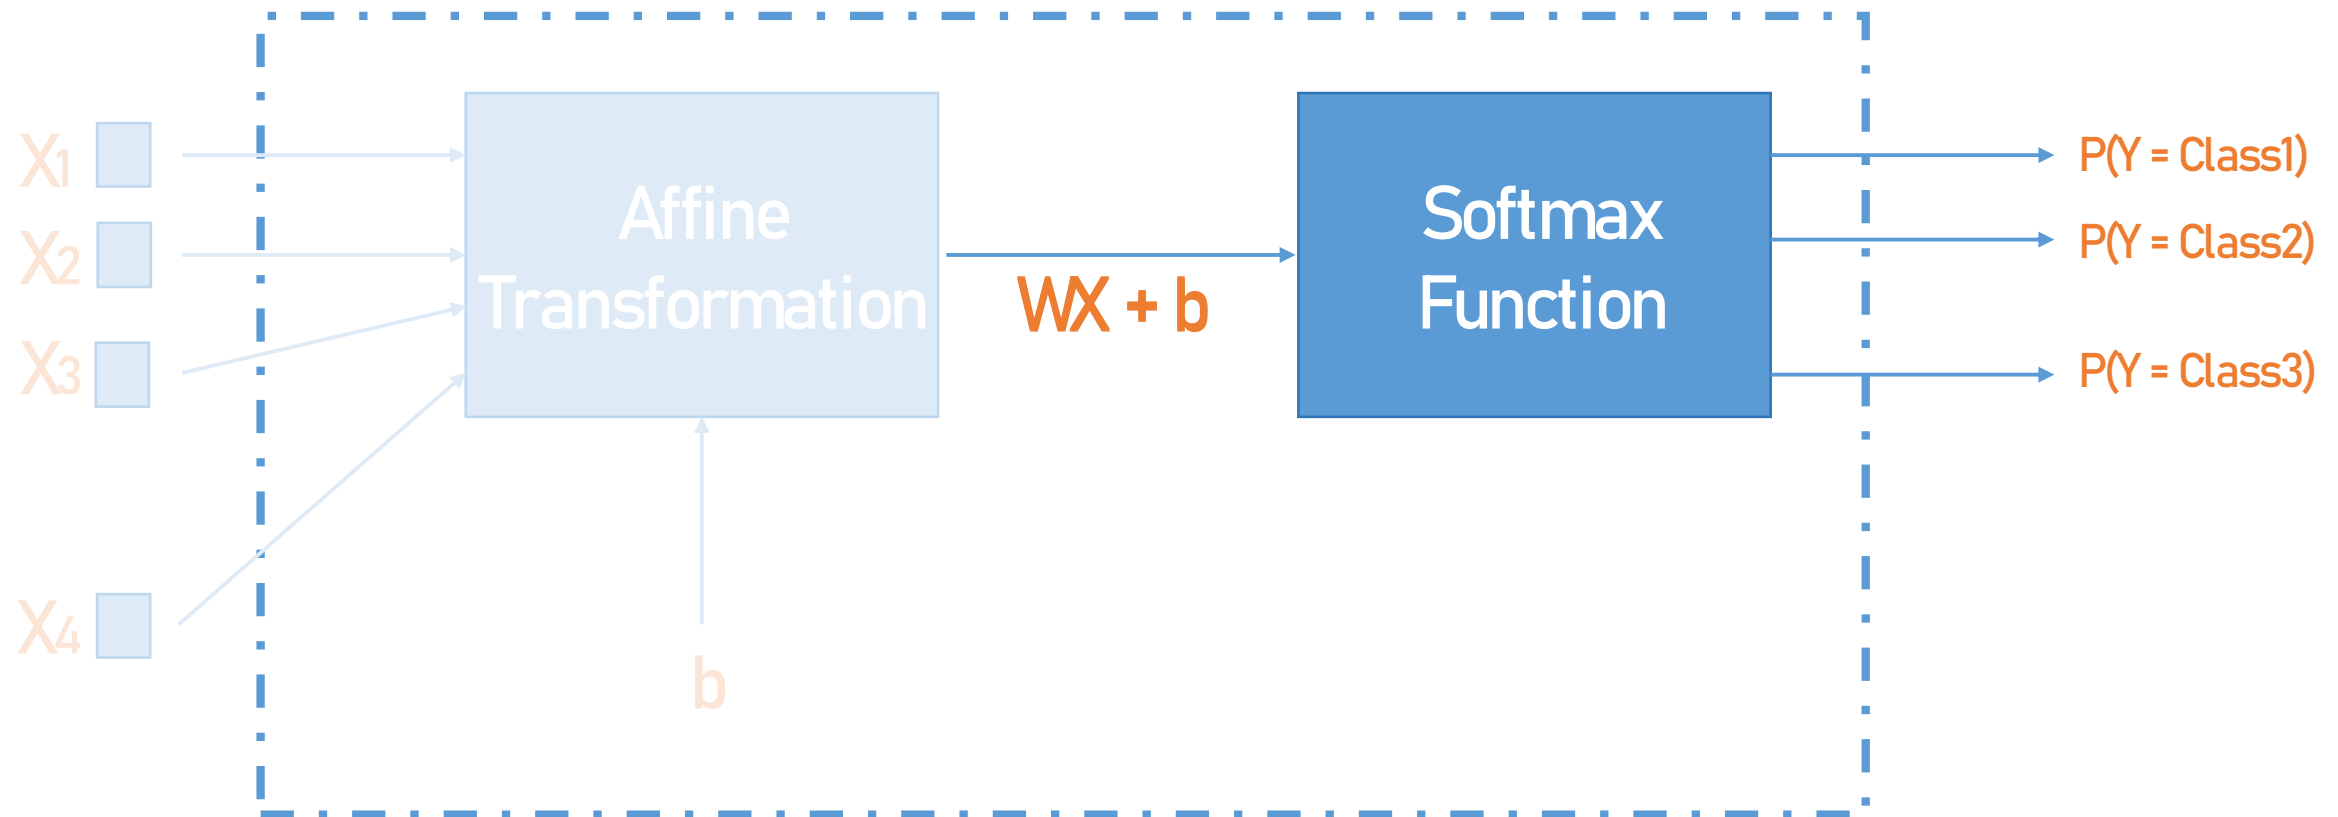 X1
X2
X3
X4
Affine
Transformation
b
WX + b
Softmax
Function
P(Y = Class1)
P(Y = Class2)
P(Y = Class3)